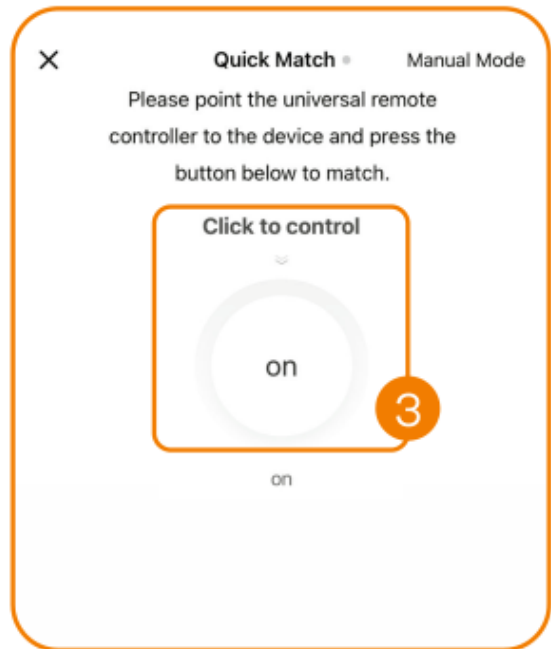 Quick Match Manual Mode
Please point the universal remote
controller to the device and press the
button below to match.
Click to control
on
3
on